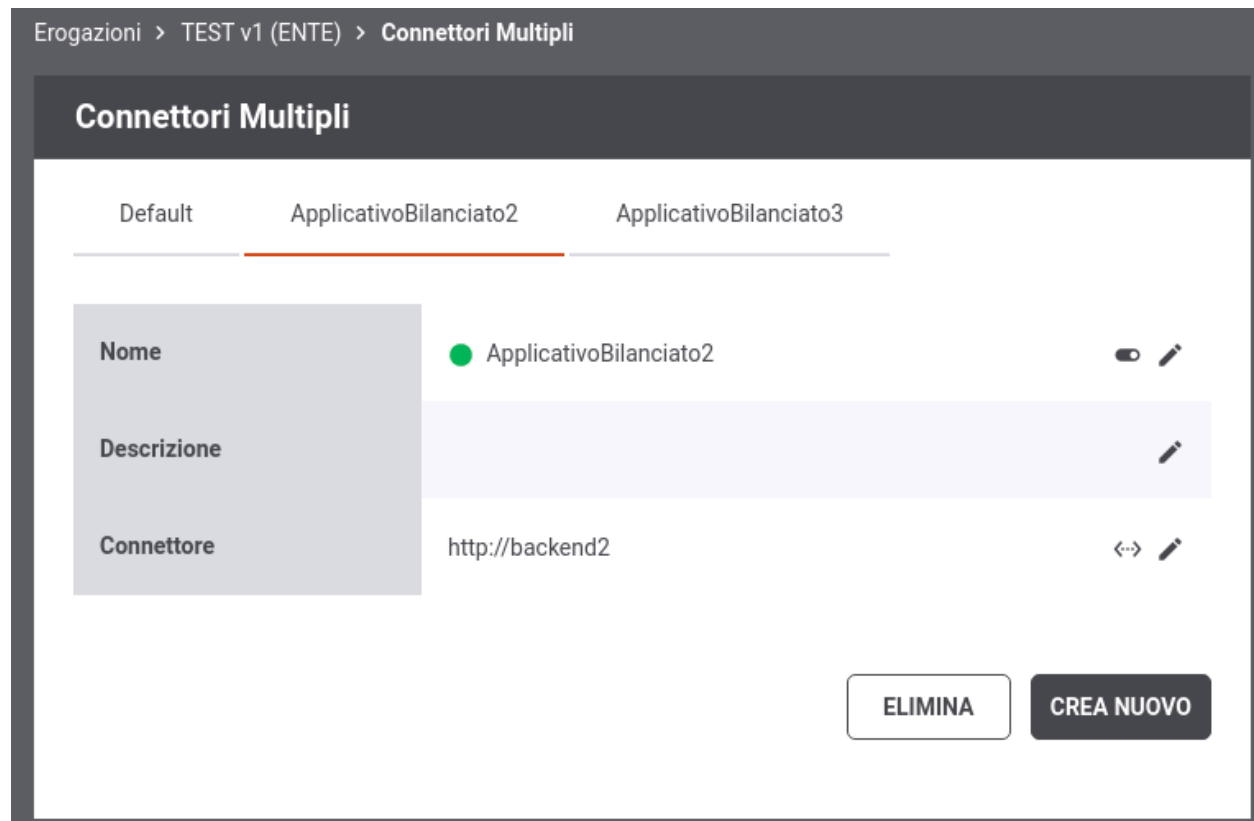 Erogazioni > TEST v1 (ENTE) > Connettori Multipli
Connettori Multipli
Default ApplicativoBilanciato2 ApplicativoBilanciato3
Nome ApplicativoBilanciato2
Descrizione
Connettore http://backend2
ELIMINA CREA NUOVO